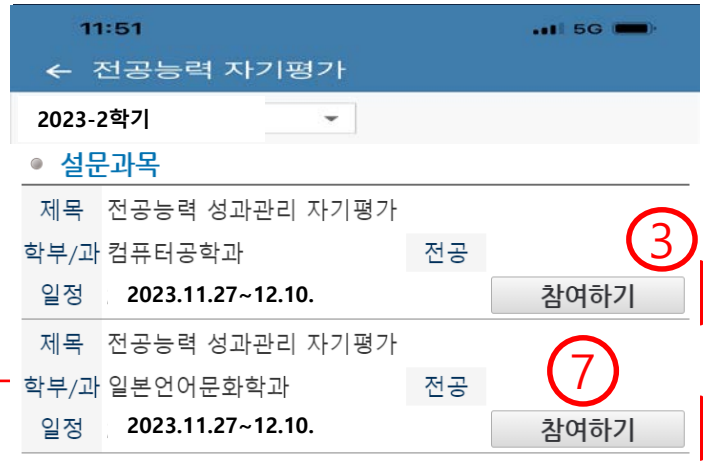 11:51 5G
← 전공능력 자기평가
2023-2학기
설문과목
제목 전공능력 성과관리 자기평가
③
학부/과 컴퓨터공학과 전공
일정 2023.11.27~12.10. 참여하기
제목 전공능력 성과관리 자기평가
⑦
학부/과 일본언어문화학과 전공
일정 2023.11.27~12.10. 참여하기